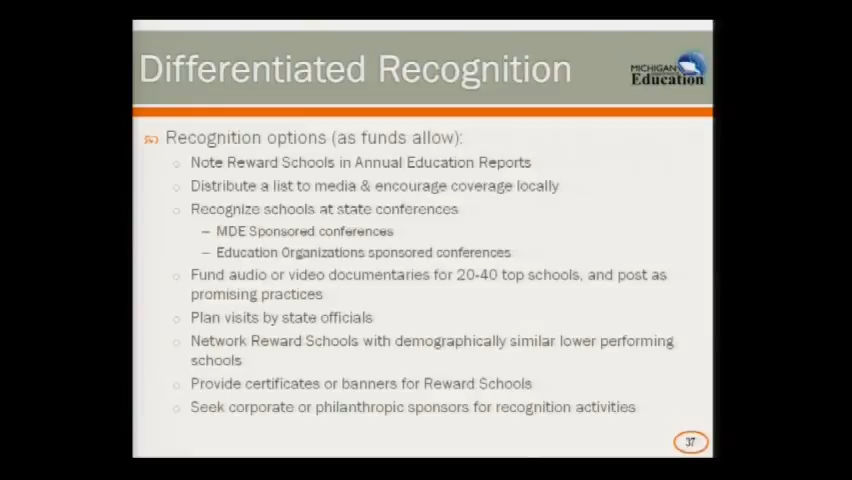 Differentiated Recognition
MICHIGAN
Education
Recognition options (as funds allow):
Note Reward Schools in Annual Education Reports
Distribute a list to media & encourage coverage locally
Recognize schools at state conferences
– MDE Sponsored conferences
– Education Organizations sponsored conferences
Fund audio or video documentaries for 20-40 top schools, and post as
promising practices
Plan visits by state officials
Network Reward Schools with demographically similar lower performing
schools
Provide certificates or banners for Reward Schools
Seek corporate or philanthropic sponsors for recognition activities
37